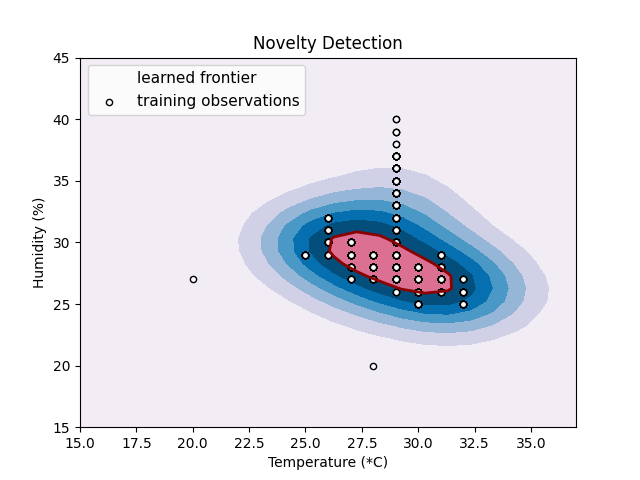 Novelty Detection
learned frontier
training observations
45
40
35
30
25
20
15
Humidity (%)
15.0 17.5 20.0 22.5 25.0 27.5 30.0 32.5 35.0
Temperature (*C)